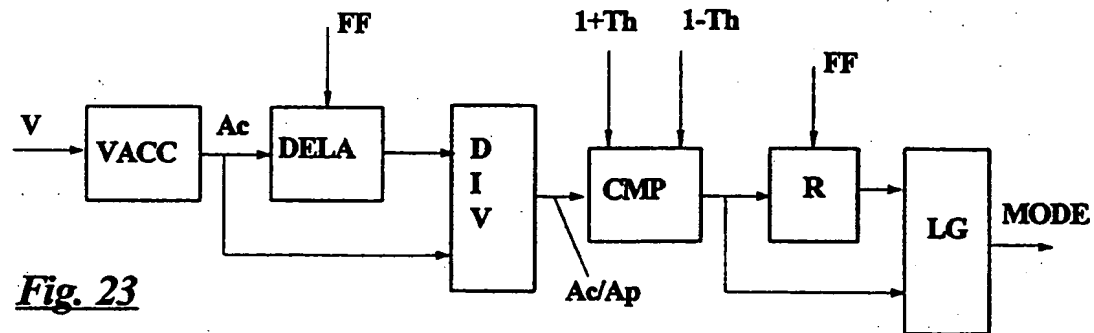 1+Th 1-Th
FF
FF
V
VACC
Ac
DELA
D
I
V
CMP
R
LG
MODE
Ac/Ap
Fig. 23